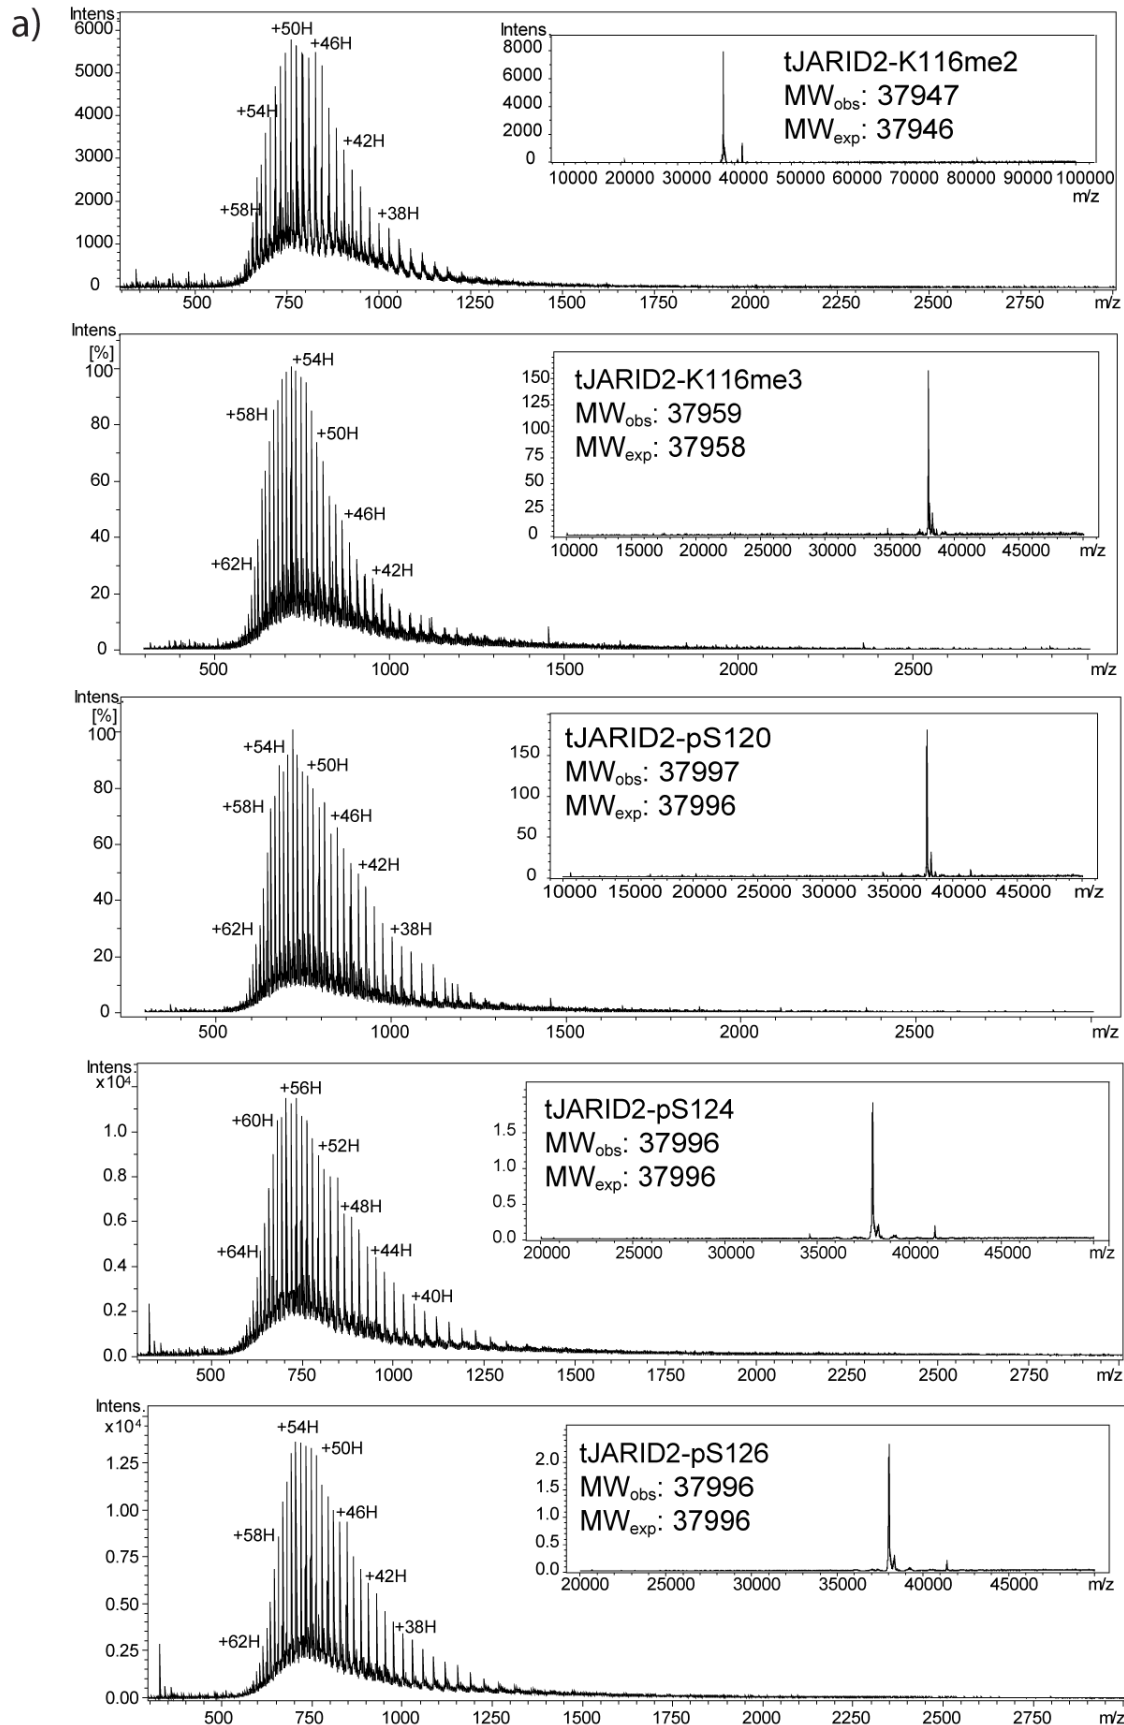 a)
Intens.
6000
5000
4000
3000
2000
1000
0
+58H
+54H
+50H
+46H
+42H
+38H
500 750 1000 1250 1500 1750 2000 2250 2500 2750 m/z
Intens.
8000
6000
4000
2000
0
tJARID2-K116me2
MWobs: 37947
MWexp: 37946
10000 20000 30000 40000 50000 60000 70000 80000 90000 100000
m/z
Intens.
[%]
100
80
60
40
20
0
+62H
+58H
+54H
+50H
+46H
+42H
500 1000 1500 2000 2500 m/z
150
125
100
75
50
25
0
tJARID2-K116me3
MWobs: 37959
MWexp: 37958
10000 15000 20000 25000 30000 35000 40000 45000 m/z
Intens.
[%]
100
80
60
40
20
0
+62H
+58H
+54H
+50H
+46H
+42H
+38H
500 1000 1500 2000 2500 m/z
150
100
50
0
tJARID2-pS120
MWobs: 37997
MWexp: 37996
10000 15000 20000 25000 30000 35000 40000 45000 m/z
Intens.
x10⁴
1.0
0.8
0.6
0.4
0.2
0.0
+64H
+60H
+56H
+52H
+48H
+44H
+40H
500 750 1000 1250 1500 1750 2000 2250 2500 2750 m/z
1.5
1.0
0.5
0.0
tJARID2-pS124
MWobs: 37996
MWexp: 37996
20000 25000 30000 35000 40000 45000 m/z
Intens.
x10⁴
1.25
1.00
0.75
0.50
0.25
0.00
+62H
+58H
+54H
+50H
+46H
+42H
+38H
500 750 1000 1250 1500 1750 2000 2250 2500 2750 m/z
2.0
1.5
1.0
0.5
0.0
tJARID2-pS126
MWobs: 37996
MWexp: 37996
20000 25000 30000 35000 40000 45000 m/z